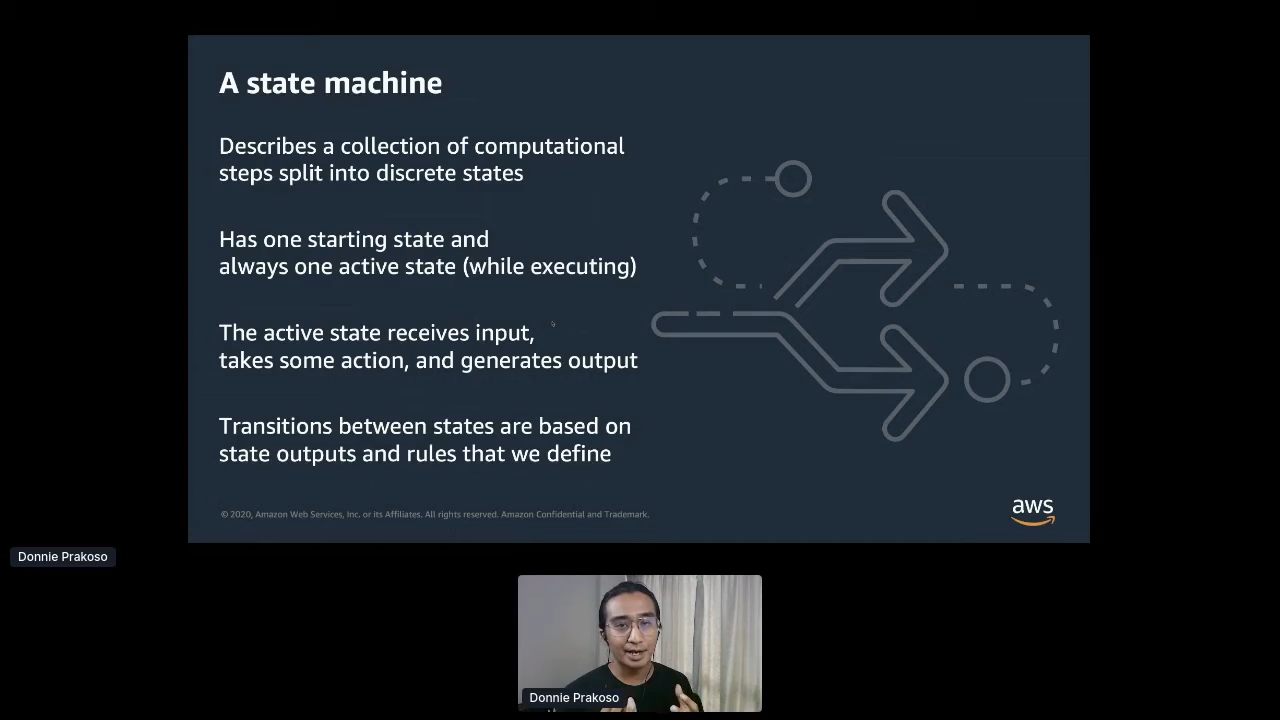 A state machine
Describes a collection of computational
steps split into discrete states
Has one starting state and
always one active state (while executing)
The active state receives input,
takes some action, and generates output
Transitions between states are based on
state outputs and rules that we define
© 2020, Amazon Web Services, Inc. or its Affiliates. All rights reserved. Amazon Confidential and Trademark.
aws
Donnie Prakoso
Donnie Prakoso